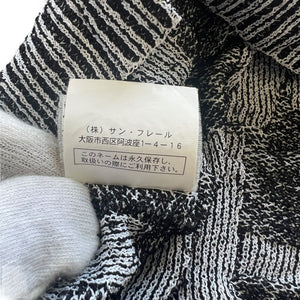 （株）サン・フレール
大阪市西区阿波座1－4－16
このネームは永久保存し、
取扱いの際にご利用下さい。